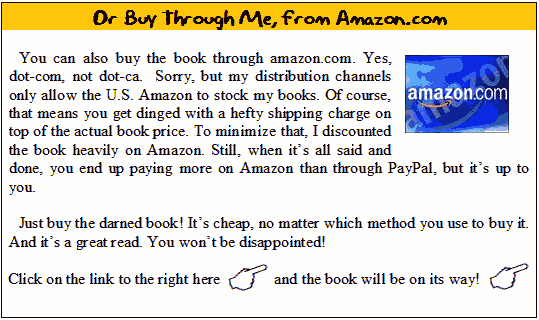 Or Buy Through Me, from Amazon.com
You can also buy the book through amazon.com. Yes,
dot-com, not dot-ca. Sorry, but my distribution channels
only allow the U.S. Amazon to stock my books. Of course,
that means you get dinged with a hefty shipping charge on
top of the actual book price. To minimize that, I discounted
the book heavily on Amazon. Still, when it's all said and
done, you end up paying more on Amazon than through PayPal, but it's up to
you.
amazon
amazon.com
amazon
Just buy the darned book! It's cheap, no matter which method you use to buy it.
And it's a great read. You won't be disappointed!
Click on the link to the right here and the book will be on its way!